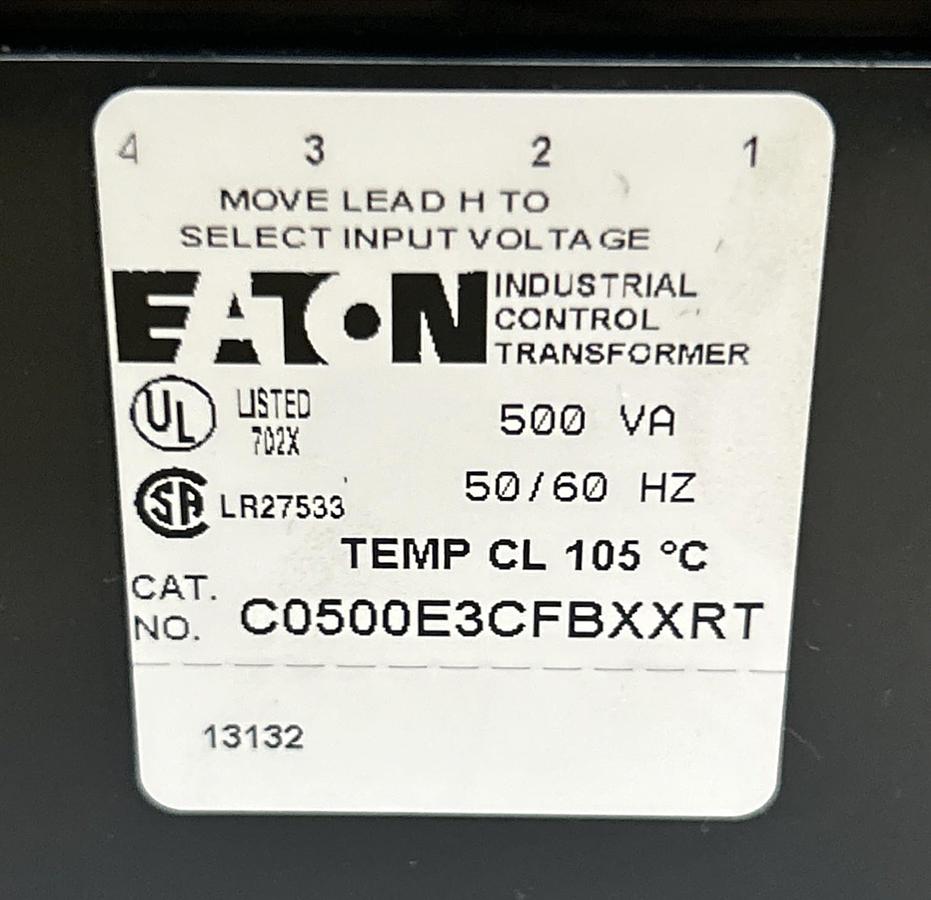 4 3 2 1
MOVE LEAD H TO
SELECT INPUT VOLTAGE
EATON
INDUSTRIAL
CONTROL
TRANSFORMER
UL LISTED
702X
500 VA
50/60 HZ
SA LR27533
TEMP CL 105 °C
CAT.
NO. C0500E3CFBXXRT
13132